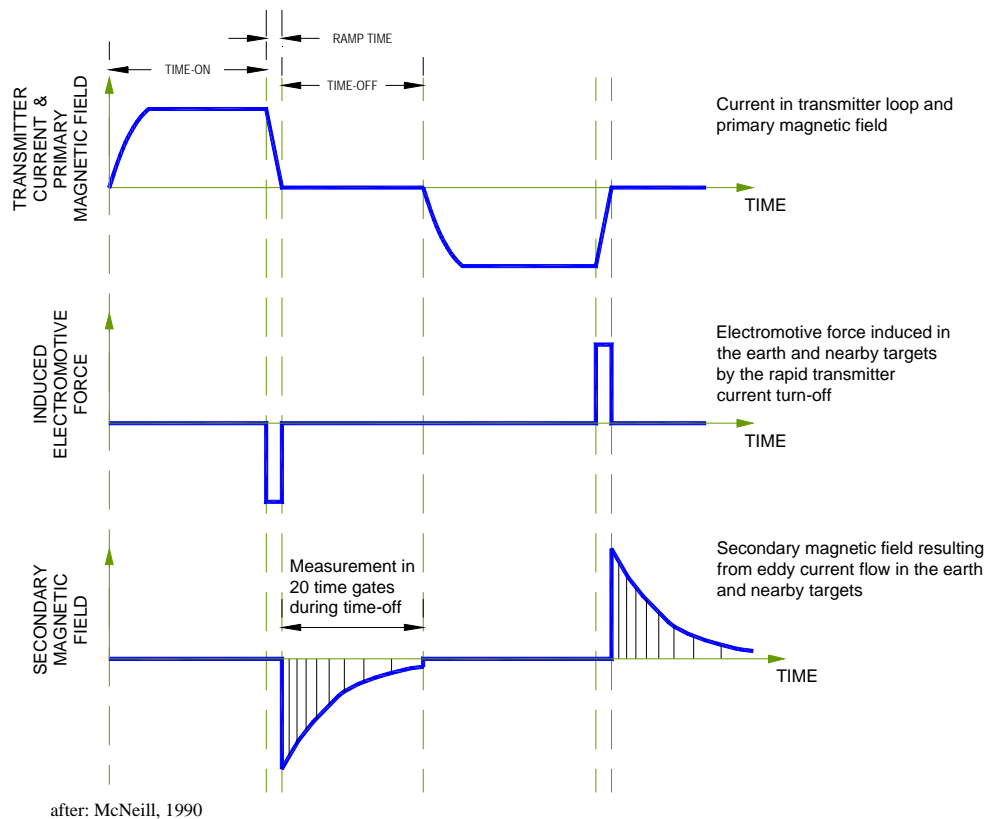 RAMP TIME
TIME-ON
TIME-OFF
TRANSMITTER
CURRENT &
PRIMARY
MAGNETIC FIELD
Current in transmitter loop and
primary magnetic field
TIME
INDUCED
ELECTROMOTIVE
FORCE
Electromotive force induced in
the earth and nearby targets
by the rapid transmitter
current turn-off
TIME
SECONDARY
MAGNETIC
FIELD
Measurement in
20 time gates
during time-off
Secondary magnetic field resulting
from eddy current flow in the earth
and nearby targets
TIME
after: McNeill, 1990